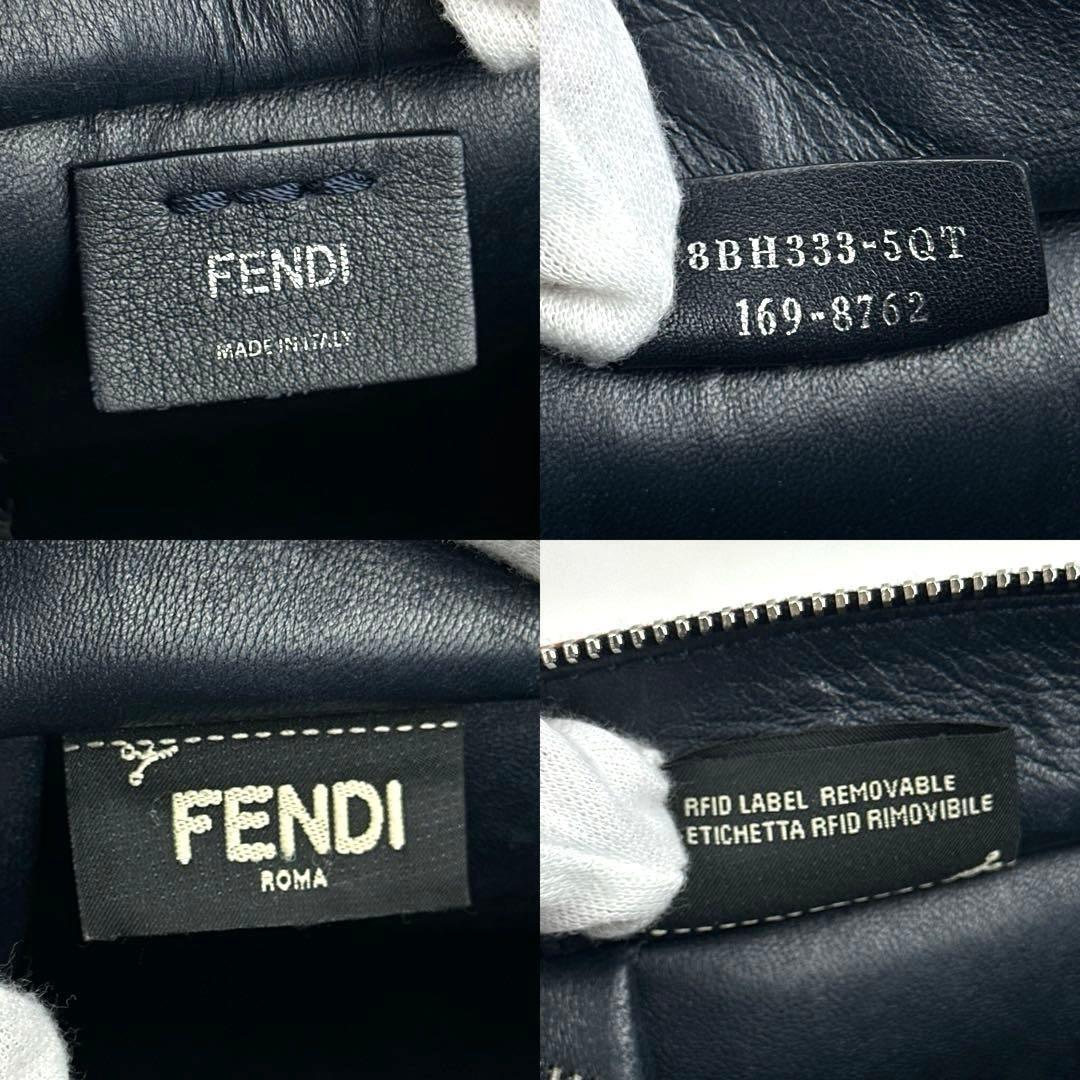 FENDI
MADE IN ITALY
8BH333-5QT
169-8762
FENDI
ROMA
RFID LABEL REMOVABLE
ETICHETTA RFID RIMOVIBILE